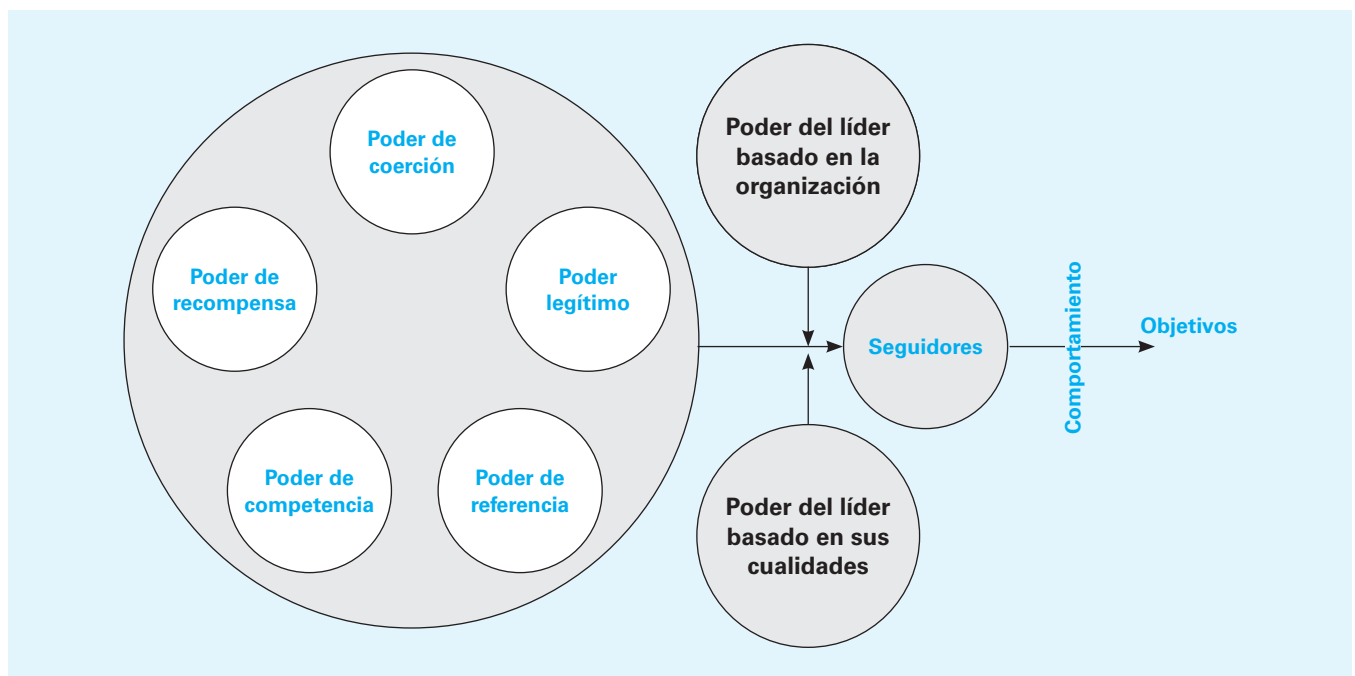 Poder de
coerción
Poder de
recompensa
Poder
legítimo
Poder de
competencia
Poder de
referencia
Poder del líder
basado en la
organización
Poder del líder
basado en sus
cualidades
Seguidores
Comportamiento
Objetivos